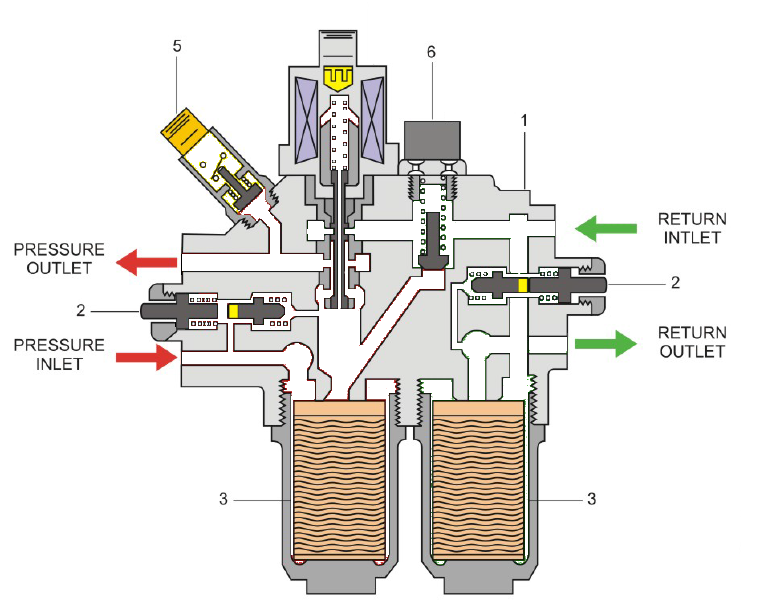 5
6
1
RETURN
INTLET
PRESSURE
OUTLET
2
2
PRESSURE
INLET
RETURN
OUTLET
3
3